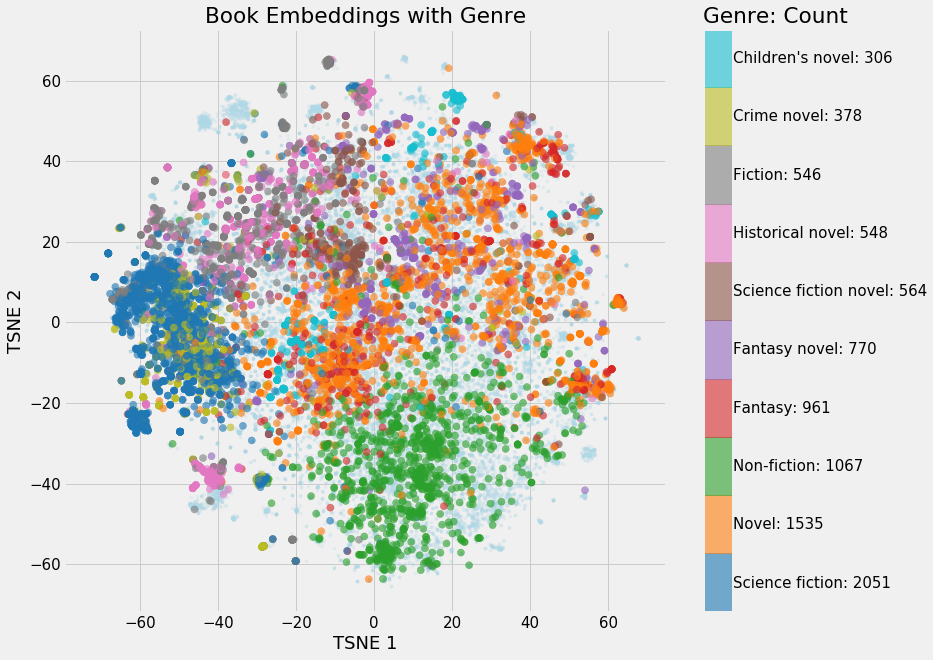 Book Embeddings with Genre
Genre: Count
Children's novel: 306
Crime novel: 378
Fiction: 546
Historical novel: 548
Science fiction novel: 564
Fantasy novel: 770
Fantasy: 961
Non-fiction: 1067
Novel: 1535
Science fiction: 2051
TSNE 2
60
40
20
0
−20
−40
−60
−60 −40 −20 0 20 40 60
TSNE 1